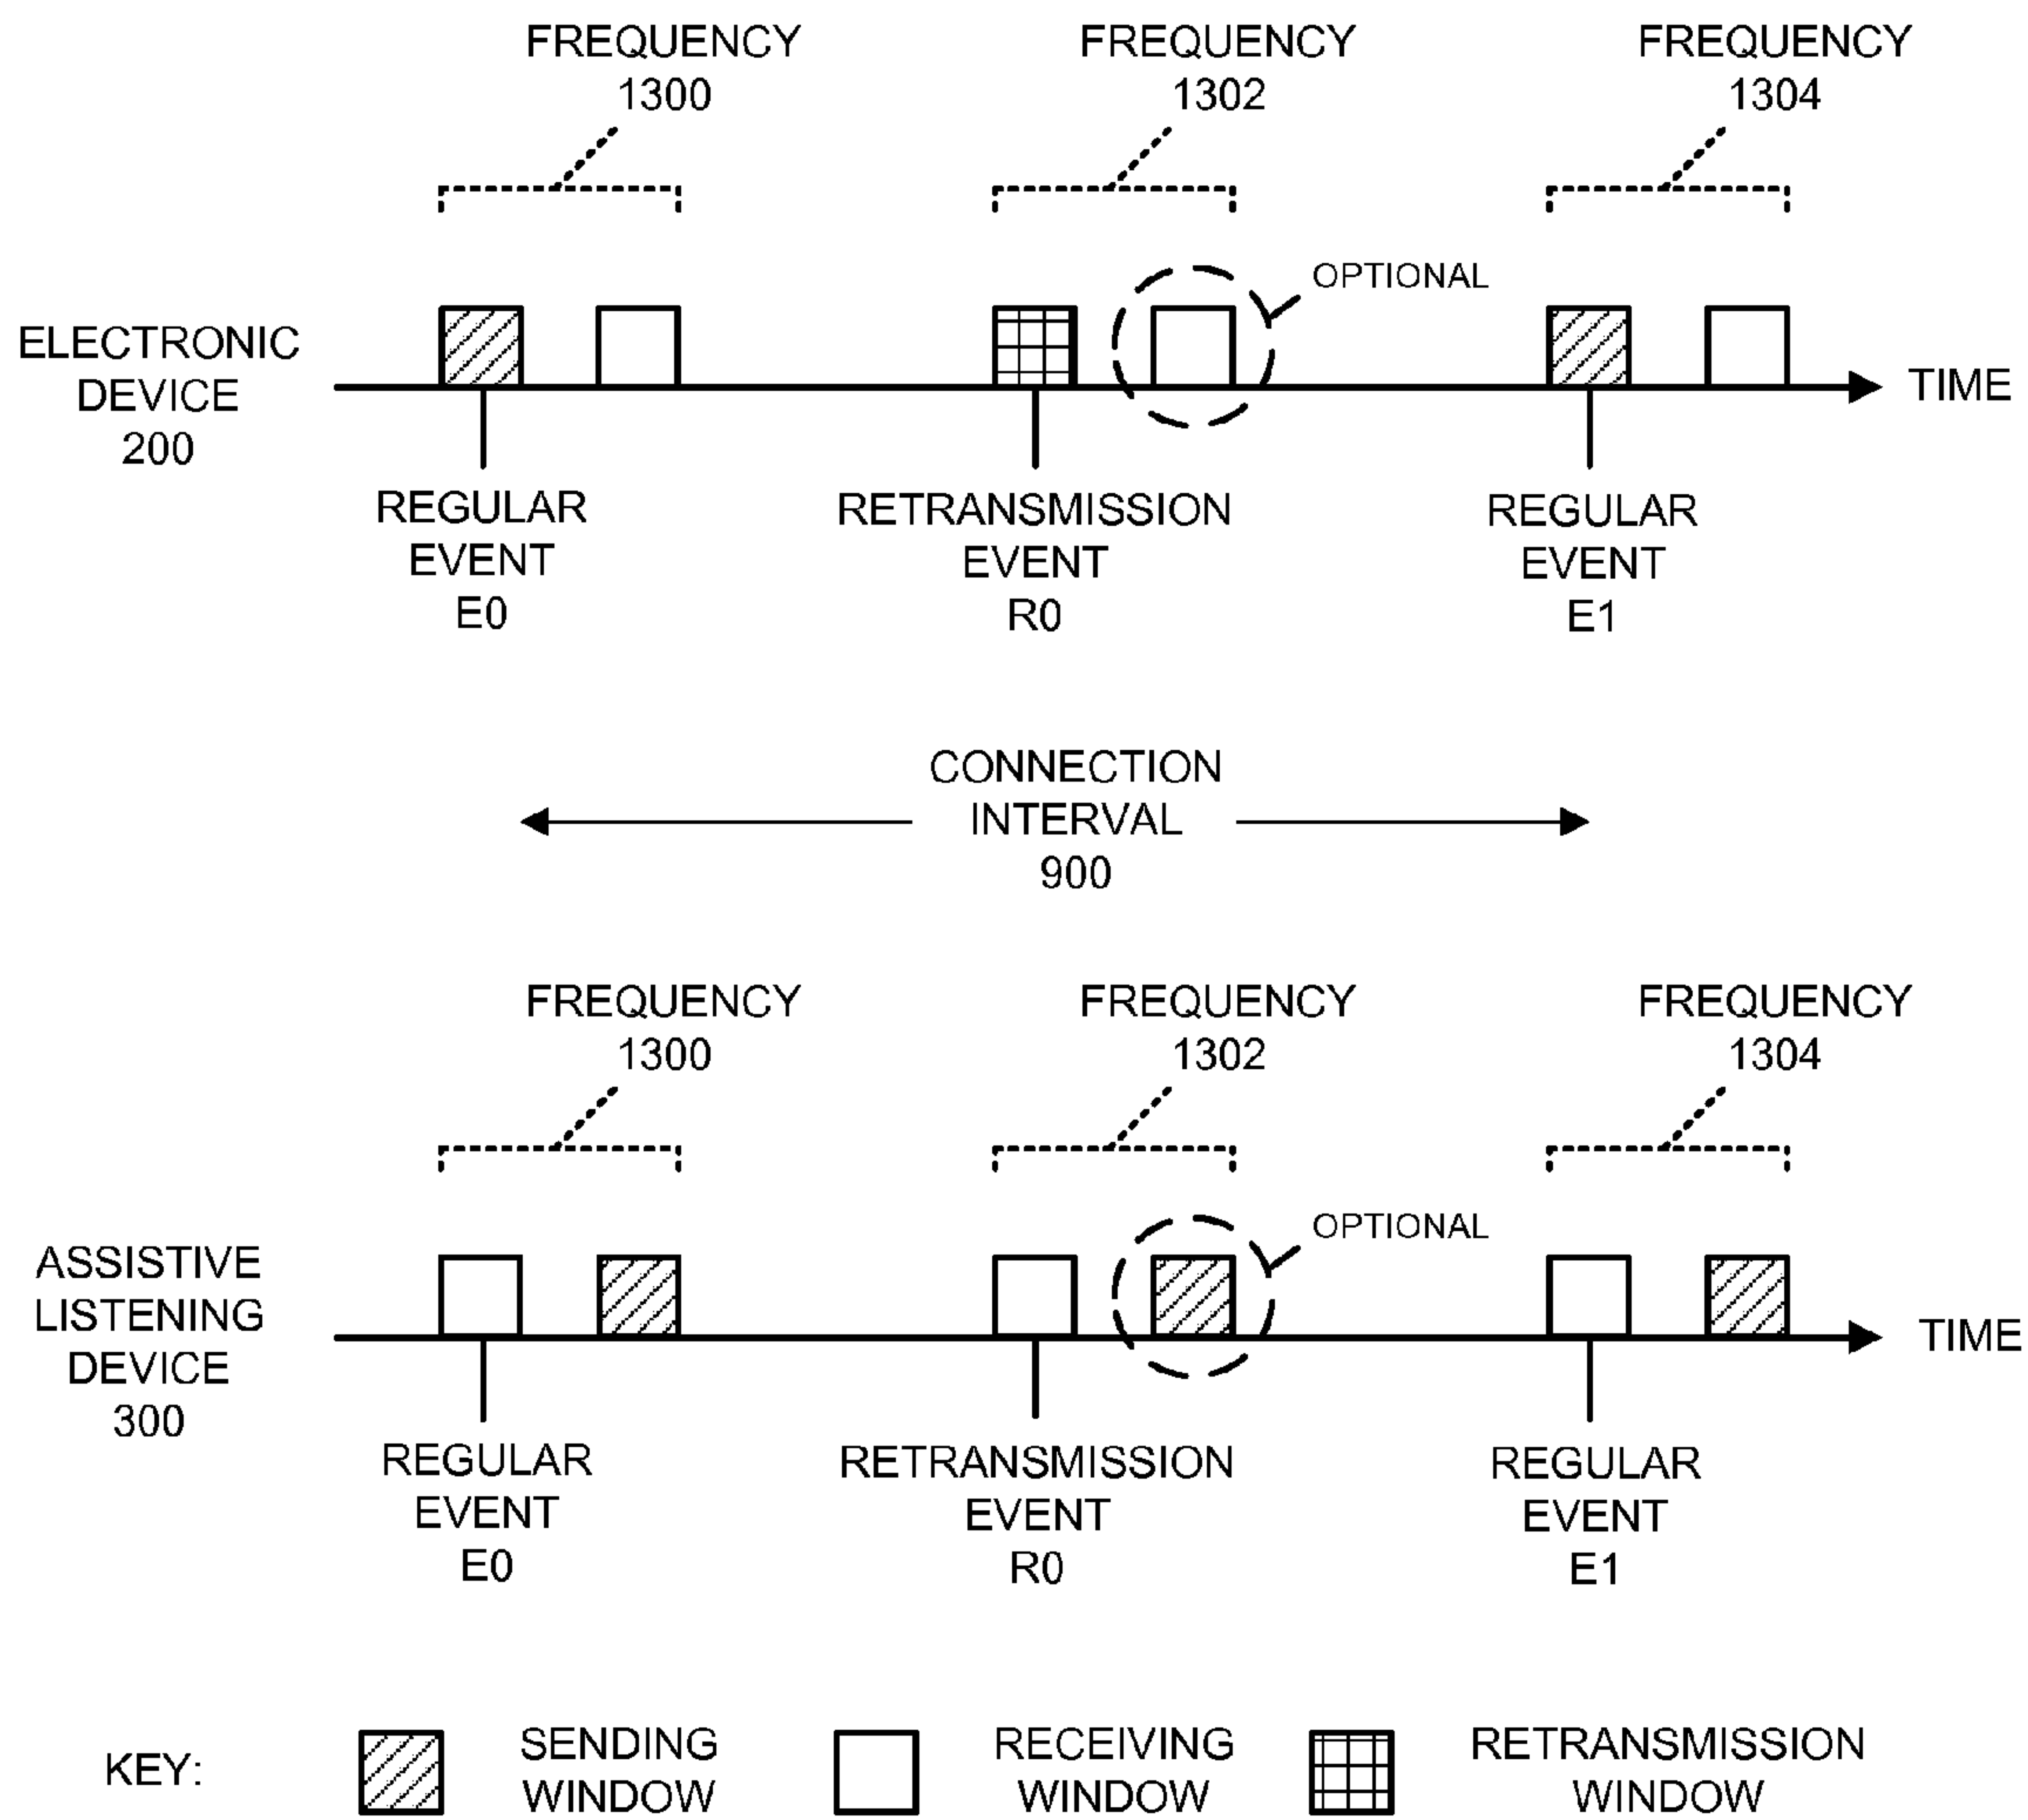 FREQUENCY
1300
FREQUENCY
1302
FREQUENCY
1304
OPTIONAL
ELECTRONIC
DEVICE
200
TIME
REGULAR
EVENT
E0
RETRANSMISSION
EVENT
R0
REGULAR
EVENT
E1
CONNECTION
INTERVAL
900
FREQUENCY
1300
FREQUENCY
1302
FREQUENCY
1304
OPTIONAL
ASSISTIVE
LISTENING
DEVICE
300
TIME
REGULAR
EVENT
E0
RETRANSMISSION
EVENT
R0
REGULAR
EVENT
E1
KEY:
SENDING
WINDOW
RECEIVING
WINDOW
RETRANSMISSION
WINDOW